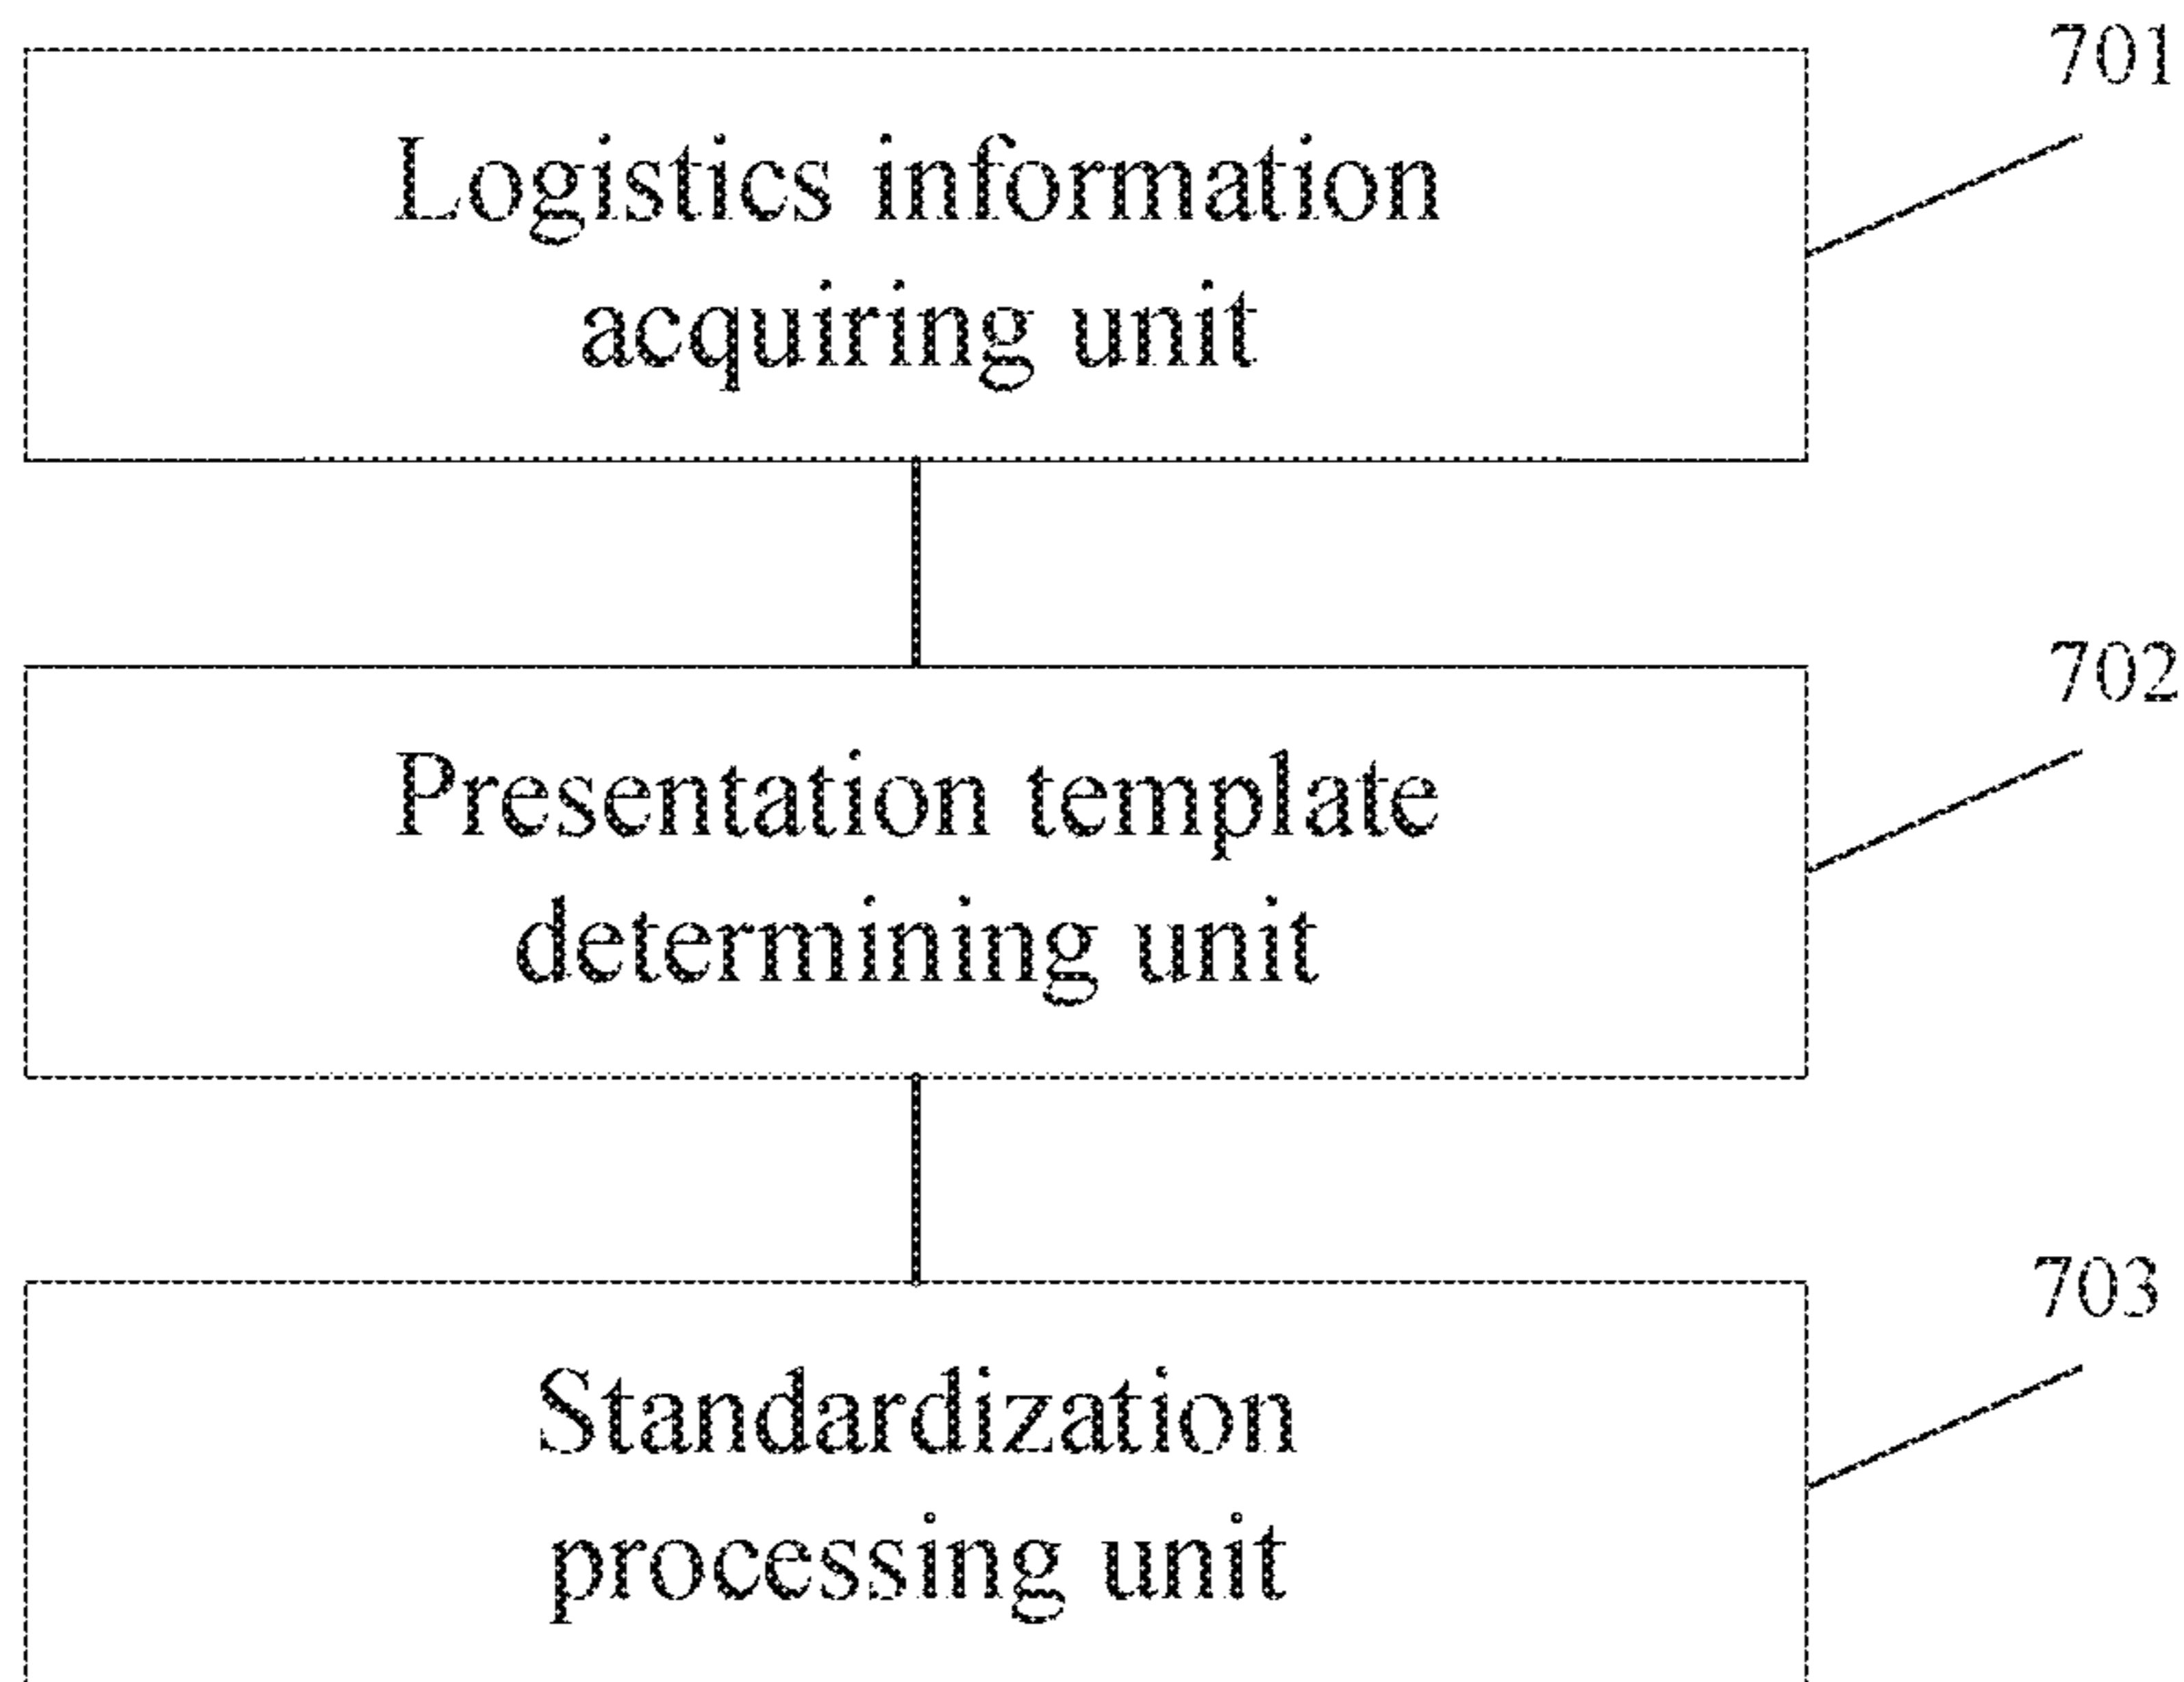 701
Logistics information
acquiring unit
702
Presentation template
determining unit
703
Standardization
processing unit